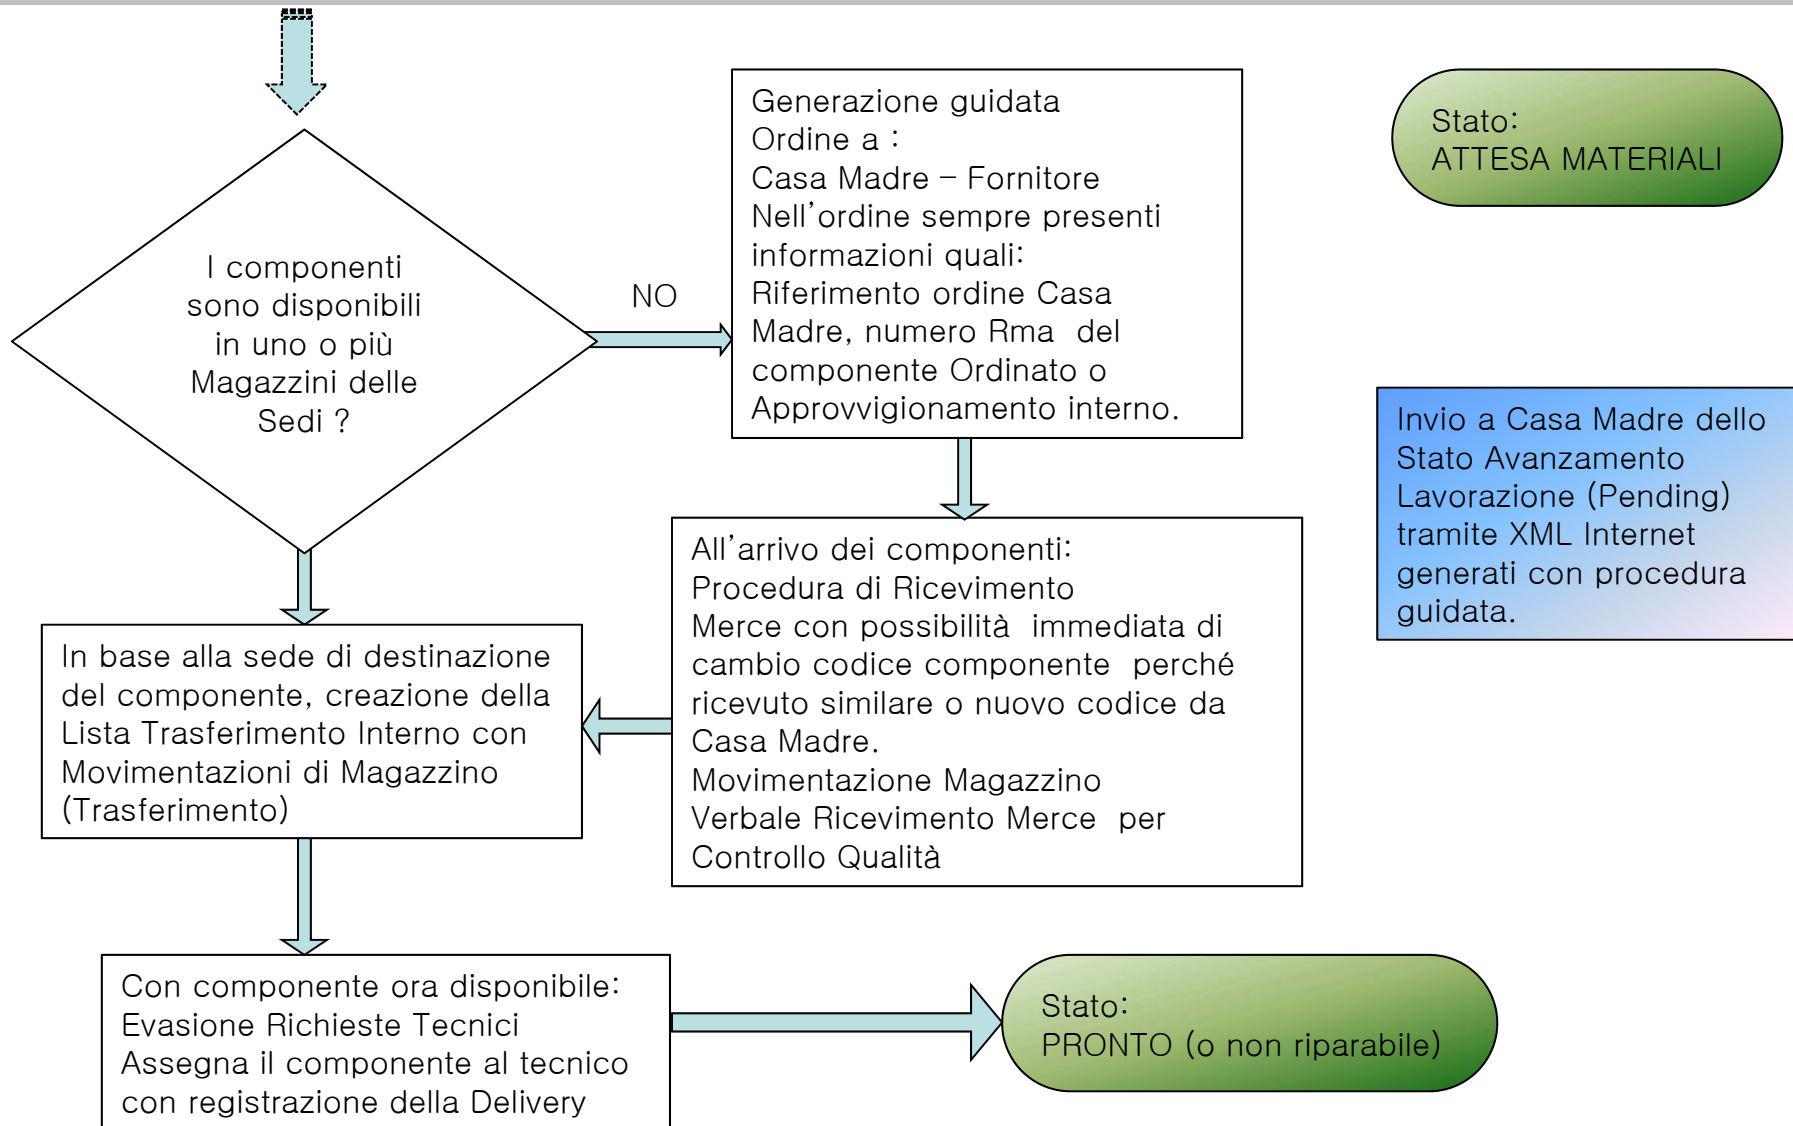 I componenti
sono disponibili
in uno o più
Magazzini delle
Sedi ?
NO
Generazione guidata
Ordine a :
Casa Madre – Fornitore
Nell'ordine sempre presenti
informazioni quali:
Riferimento ordine Casa
Madre, numero Rma  del
componente Ordinato o
Approvvigionamento interno.
Stato:
ATTESA MATERIALI
Invio a Casa Madre dello
Stato Avanzamento
Lavorazione (Pending)
tramite XML Internet
generati con procedura
guidata.
All'arrivo dei componenti:
Procedura di Ricevimento
Merce con possibilità  immediata di
cambio codice componente  perché
ricevuto similare o nuovo codice da
Casa Madre.
Movimentazione Magazzino
Verbale Ricevimento Merce  per
Controllo Qualità
In base alla sede di destinazione
del componente, creazione della
Lista Trasferimento Interno con
Movimentazioni di Magazzino
(Trasferimento)
Con componente ora disponibile:
Evasione Richieste Tecnici
Assegna il componente al tecnico
con registrazione della Delivery
Stato:
PRONTO (o non riparabile)